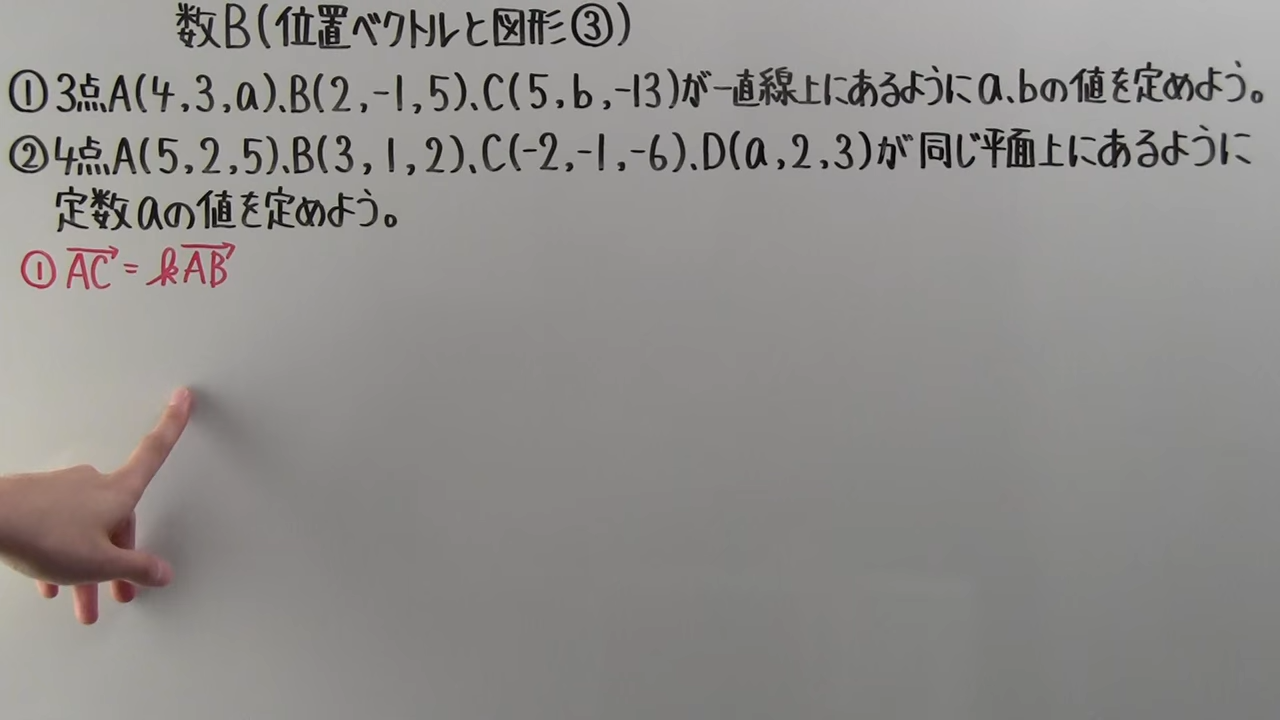 数B(位置ベクトルと図形③)
①3点A(4,3,a)、B(2,-1,5)、C(5,b,-13)が一直線上にあるようにa、bの値を定めよう。
②4点A(5,2,5)、B(3,1,2)、C(-2,-1,-6)、D(a,2,3)が同じ平面上にあるように
定数aの値を定めよう。
①AC→=kAB→